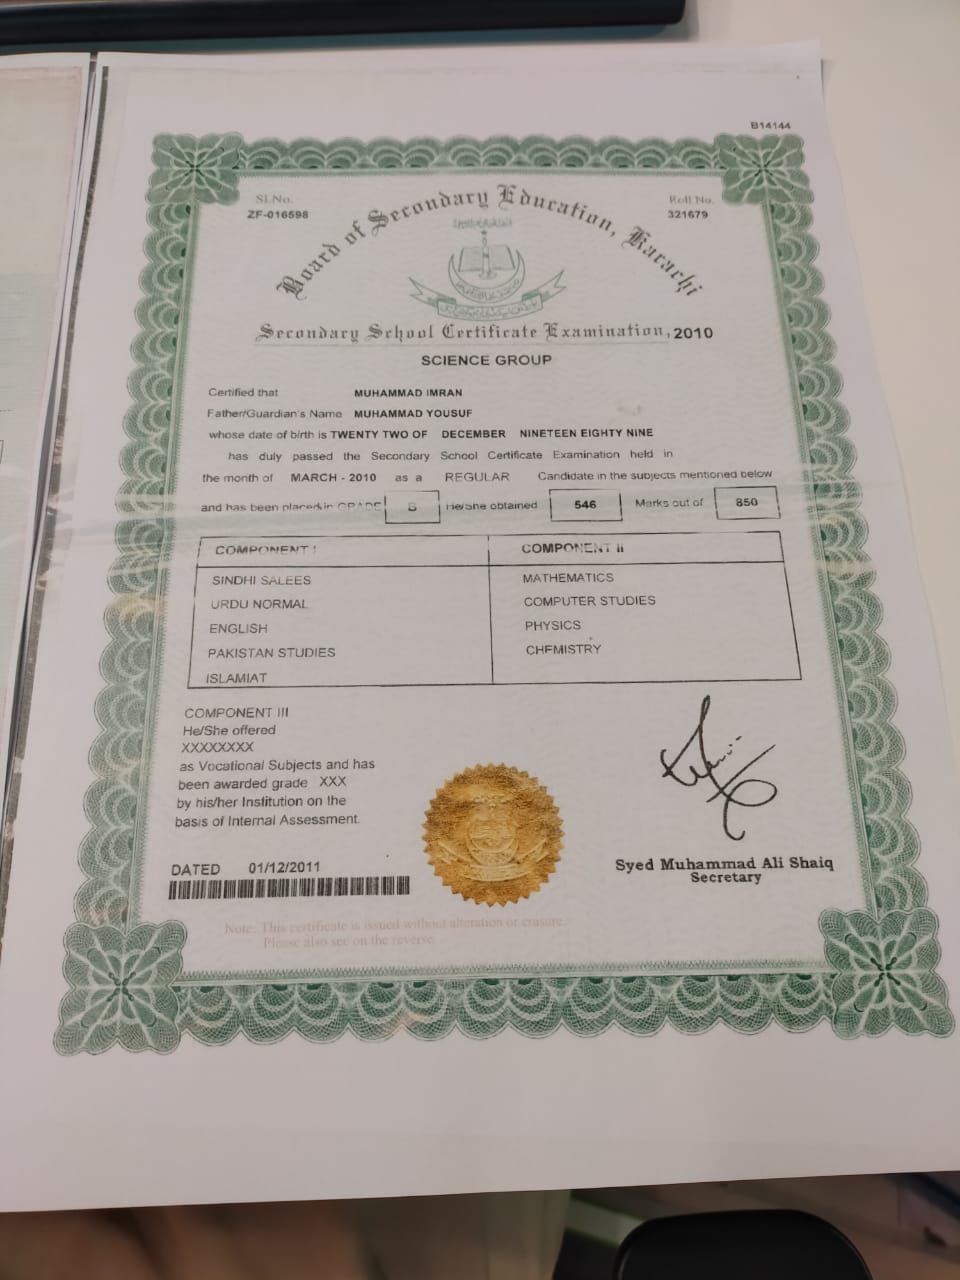 B14144
Sl.No.
Roll No.
ZF-016598
321679
Board of Secondary Education, Karachi
Secondary School Certificate Examination, 2010
SCIENCE GROUP
Certified that MUHAMMAD IMRAN
Father/Guardian's Name MUHAMMAD YOUSUF
whose date of birth is TWENTY TWO OF DECEMBER NINETEEN EIGHTY NINE
has duly passed the Secondary School Certificate Examination held in
the month of MARCH - 2010 as a REGULAR Candidate in the subjects mentioned below
and has been placed in GRADE He/She obtained 546 Marks out of 850
COMPONENT I
COMPONENT II
SINDHI SALEES
MATHEMATICS
URDU NORMAL
COMPUTER STUDIES
ENGLISH
PHYSICS
PAKISTAN STUDIES
CHEMISTRY
ISLAMIAT
COMPONENT III
He/She offered
XXXXXXXX
as Vocational Subjects and has
been awarded grade XXX
by his/her Institution on the
basis of Internal Assessment.
DATED 01/12/2011
Syed Muhammad Ali Shaiq
Secretary
Note: This certificate is issued without alteration or erasure.
Please also see on the reverse.